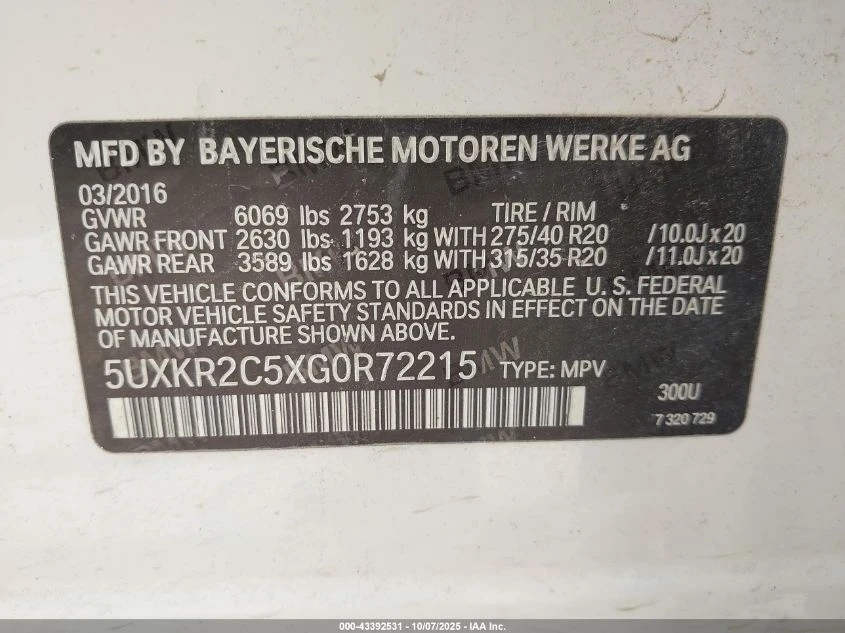 MFD BY BAYERISCHE MOTOREN WERKE AG
03/2016
GVWR 6069 lbs 2753 kg TIRE / RIM
GAWR FRONT 2630 lbs 1193 kg WITH 275/40 R20 /10.0J x 20
GAWR REAR 3589 lbs 1628 kg WITH 315/35 R20 /11.0J x 20
THIS VEHICLE CONFORMS TO ALL APPLICABLE U. S. FEDERAL
MOTOR VEHICLE SAFETY STANDARDS IN EFFECT ON THE DATE
OF MANUFACTURE SHOWN ABOVE.
5UXKR2C5XG0R72215 TYPE: MPV
300U
7 320 729
000-43392531 - 10/07/2025 - IAA Inc.